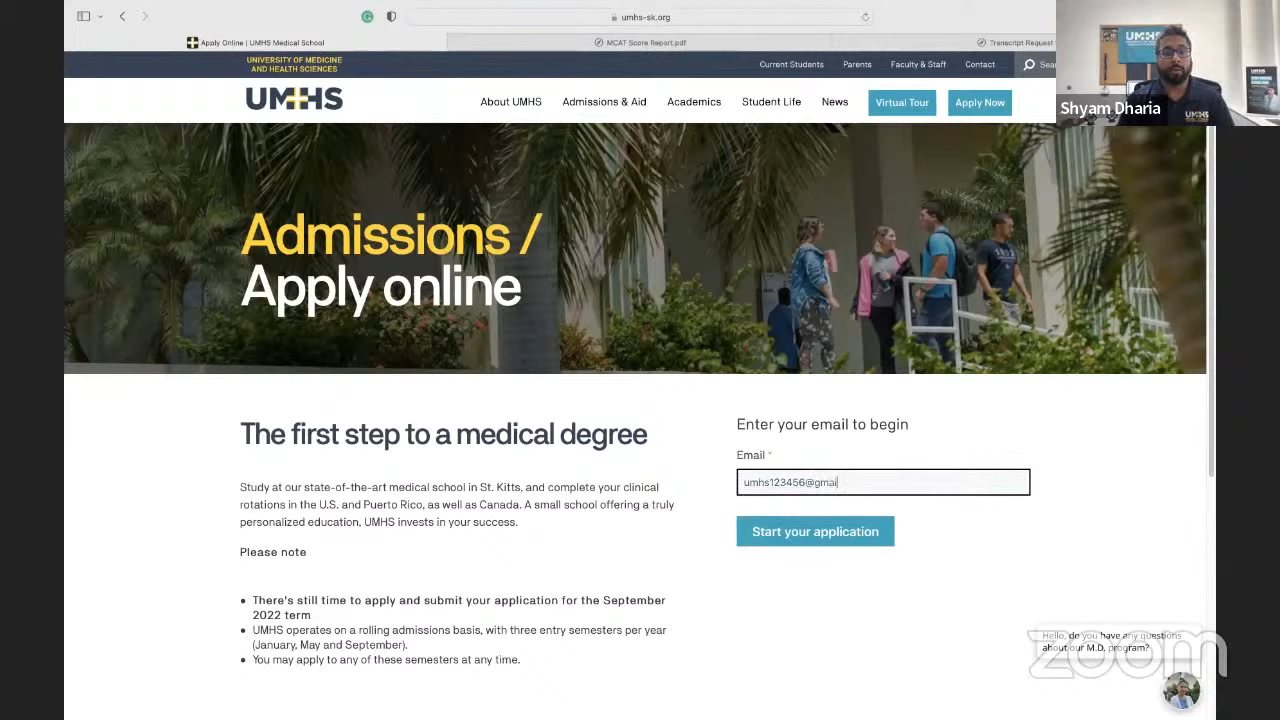 umhs-sk.org
Apply Online | UMHS Medical School
MCAT Score Report.pdf
Transcript Request
UNIVERSITY OF MEDICINE
AND HEALTH SCIENCES
Current Students
Parents
Faculty & Staff
Contact
Sea
UMHS
About UMHS
Admissions & Aid
Academics
Student Life
News
Virtual Tour
Apply Now
UMHS
UMHS
Shyam Dharia
UMHS
Admissions /
Apply online
The first step to a medical degree
Study at our state-of-the-art medical school in St. Kitts, and complete your clinical
rotations in the U.S. and Puerto Rico, as well as Canada. A small school offering a truly
personalized education, UMHS invests in your success.
Please note
• There's still time to apply and submit your application for the September
2022 term
• UMHS operates on a rolling admissions basis, with three entry semesters per year
(January, May and September).
• You may apply to any of these semesters at any time.
Enter your email to begin
Email *
umhs123456@gmai
Start your application
Hello, do you have any questions
about our M.D. program?
zoom